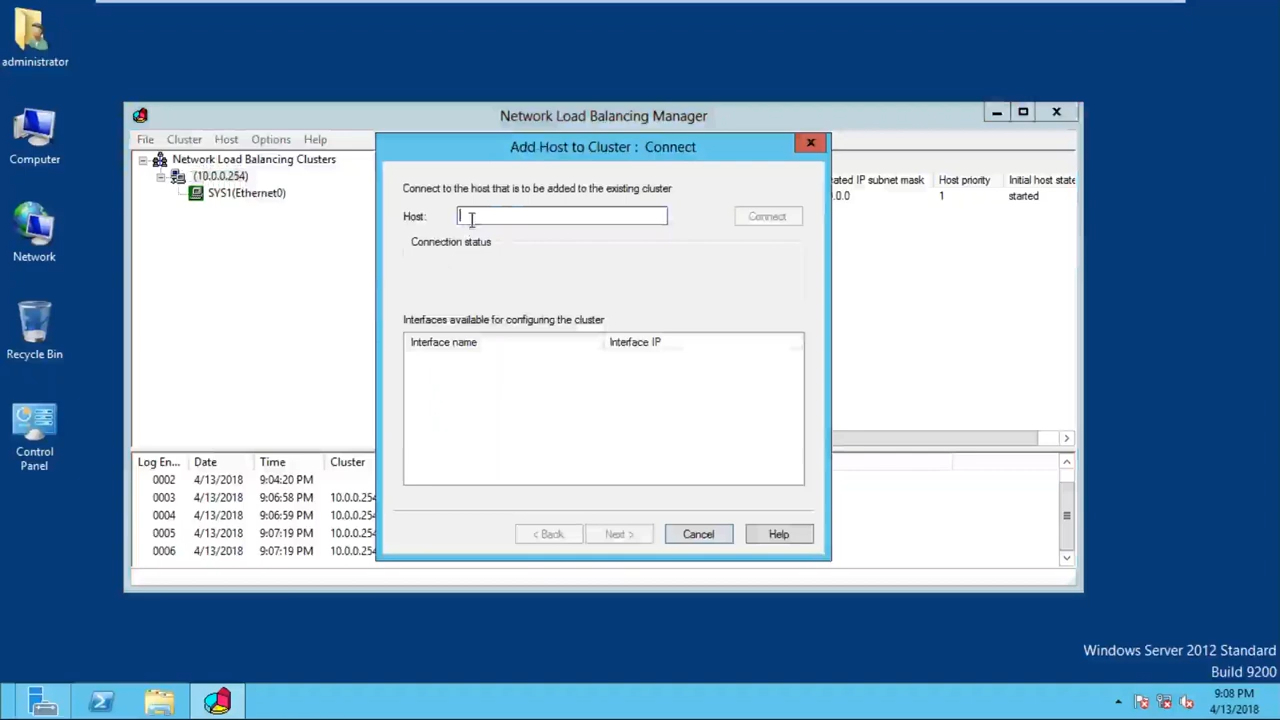 administrator
Computer
Network
Recycle Bin
Control
Panel
Network Load Balancing Manager
File Cluster Host Options Help
Network Load Balancing Clusters
(10.0.0.254)
SYS1(Ethernet0)
IP subnet mask Host priority Initial host state
.0.0 1 started
Add Host to Cluster : Connect
Connect to the host that is to be added to the existing cluster
Host: Connect
Connection status
Interfaces available for configuring the cluster
Interface name Interface IP
< Back Next > Cancel Help
Log En... Date Time Cluster
0002 4/13/2018 9:04:20 PM
0003 4/13/2018 9:06:58 PM 10.0.0.254
0004 4/13/2018 9:06:59 PM 10.0.0.254
0005 4/13/2018 9:07:19 PM 10.0.0.254
0006 4/13/2018 9:07:19 PM 10.0.0.254
Windows Server 2012 Standard
Build 9200
9:08 PM
4/13/2018